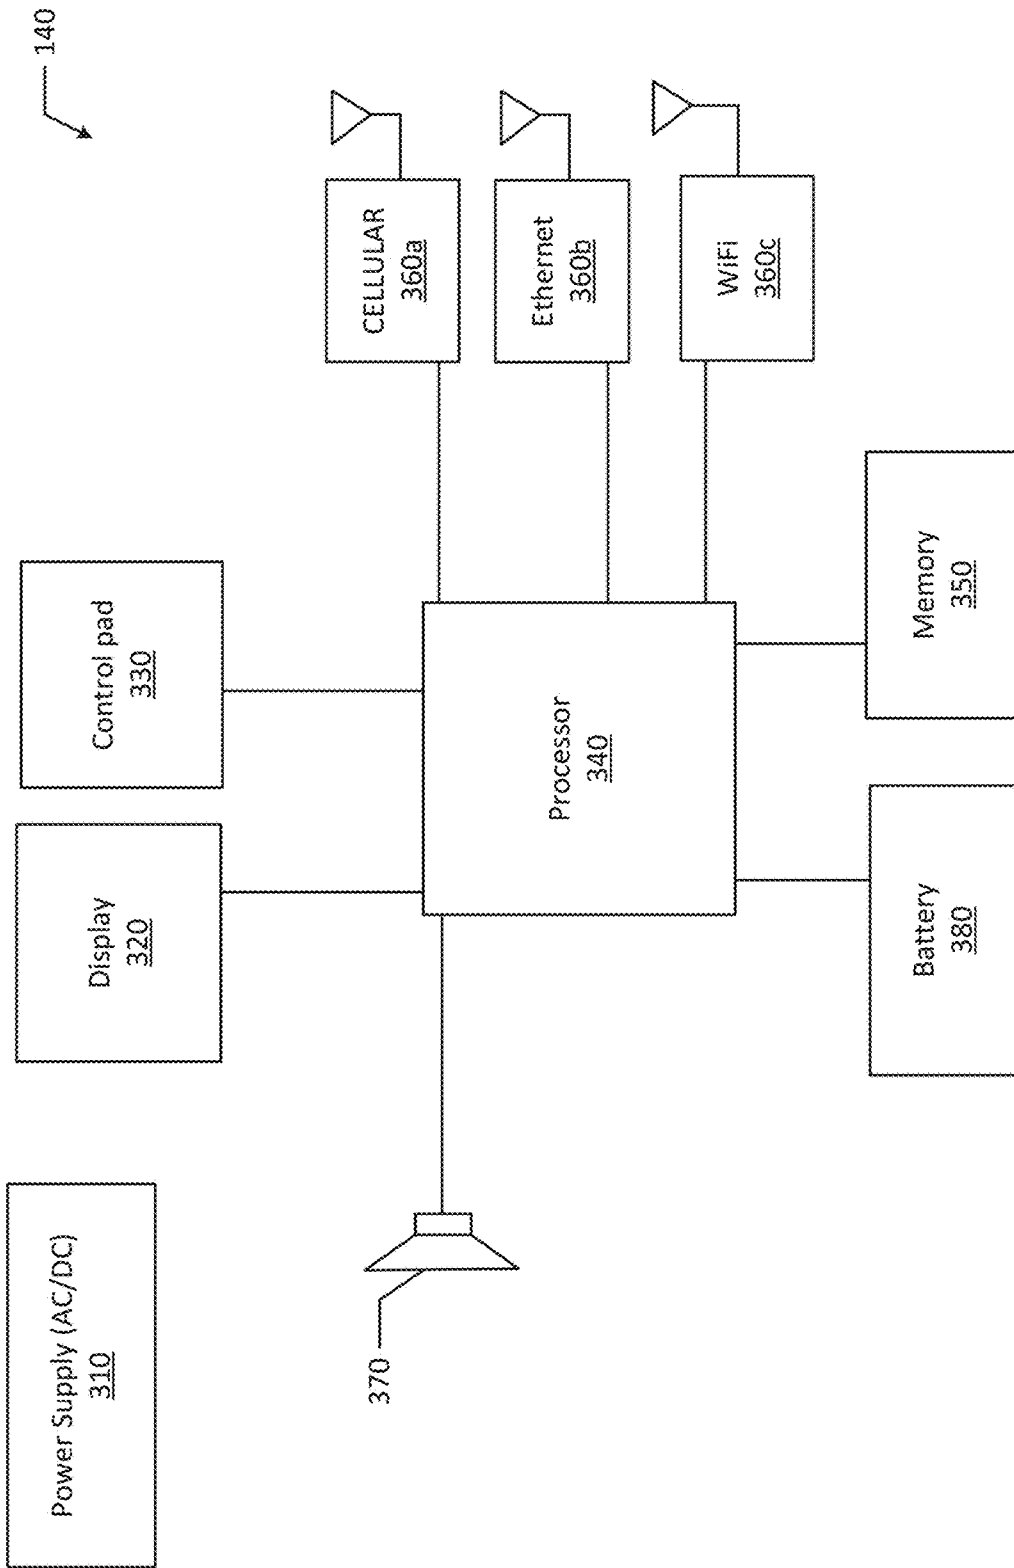 140
Power Supply (AC/DC)
310
Display
320
Control pad
330
CELLULAR
360a
Ethernet
360b
WiFi
360c
370
Processor
340
Battery
380
Memory
350